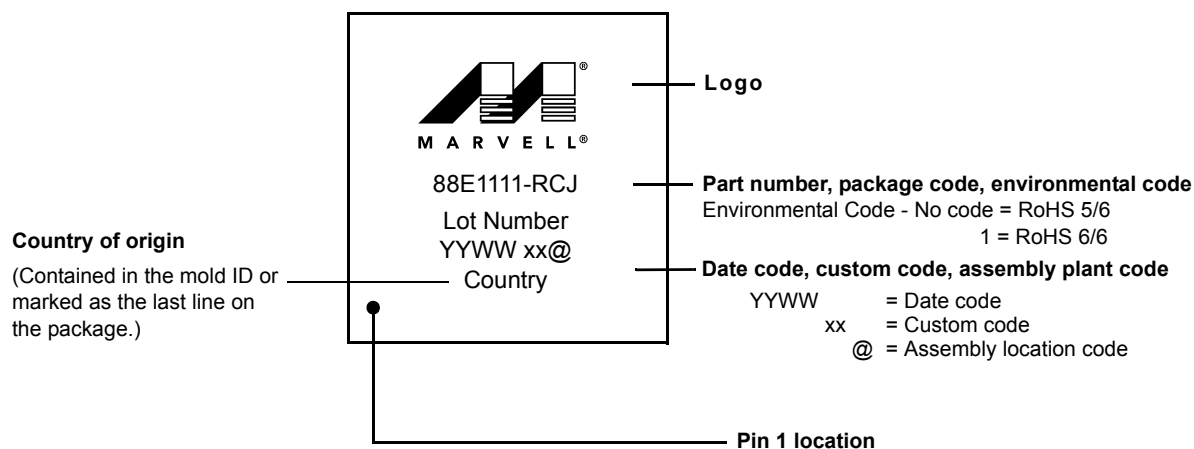 ®
MARVELL®
88E1111-RCJ
Lot Number
YYWW xx@
Country
Country of origin
(Contained in the mold ID or
marked as the last line on
the package.)
Logo
Part number, package code, environmental code
Environmental Code - No code = RoHS 5/6
1 = RoHS 6/6
Date code, custom code, assembly plant code
YYWW = Date code
xx = Custom code
@ = Assembly location code
Pin 1 location